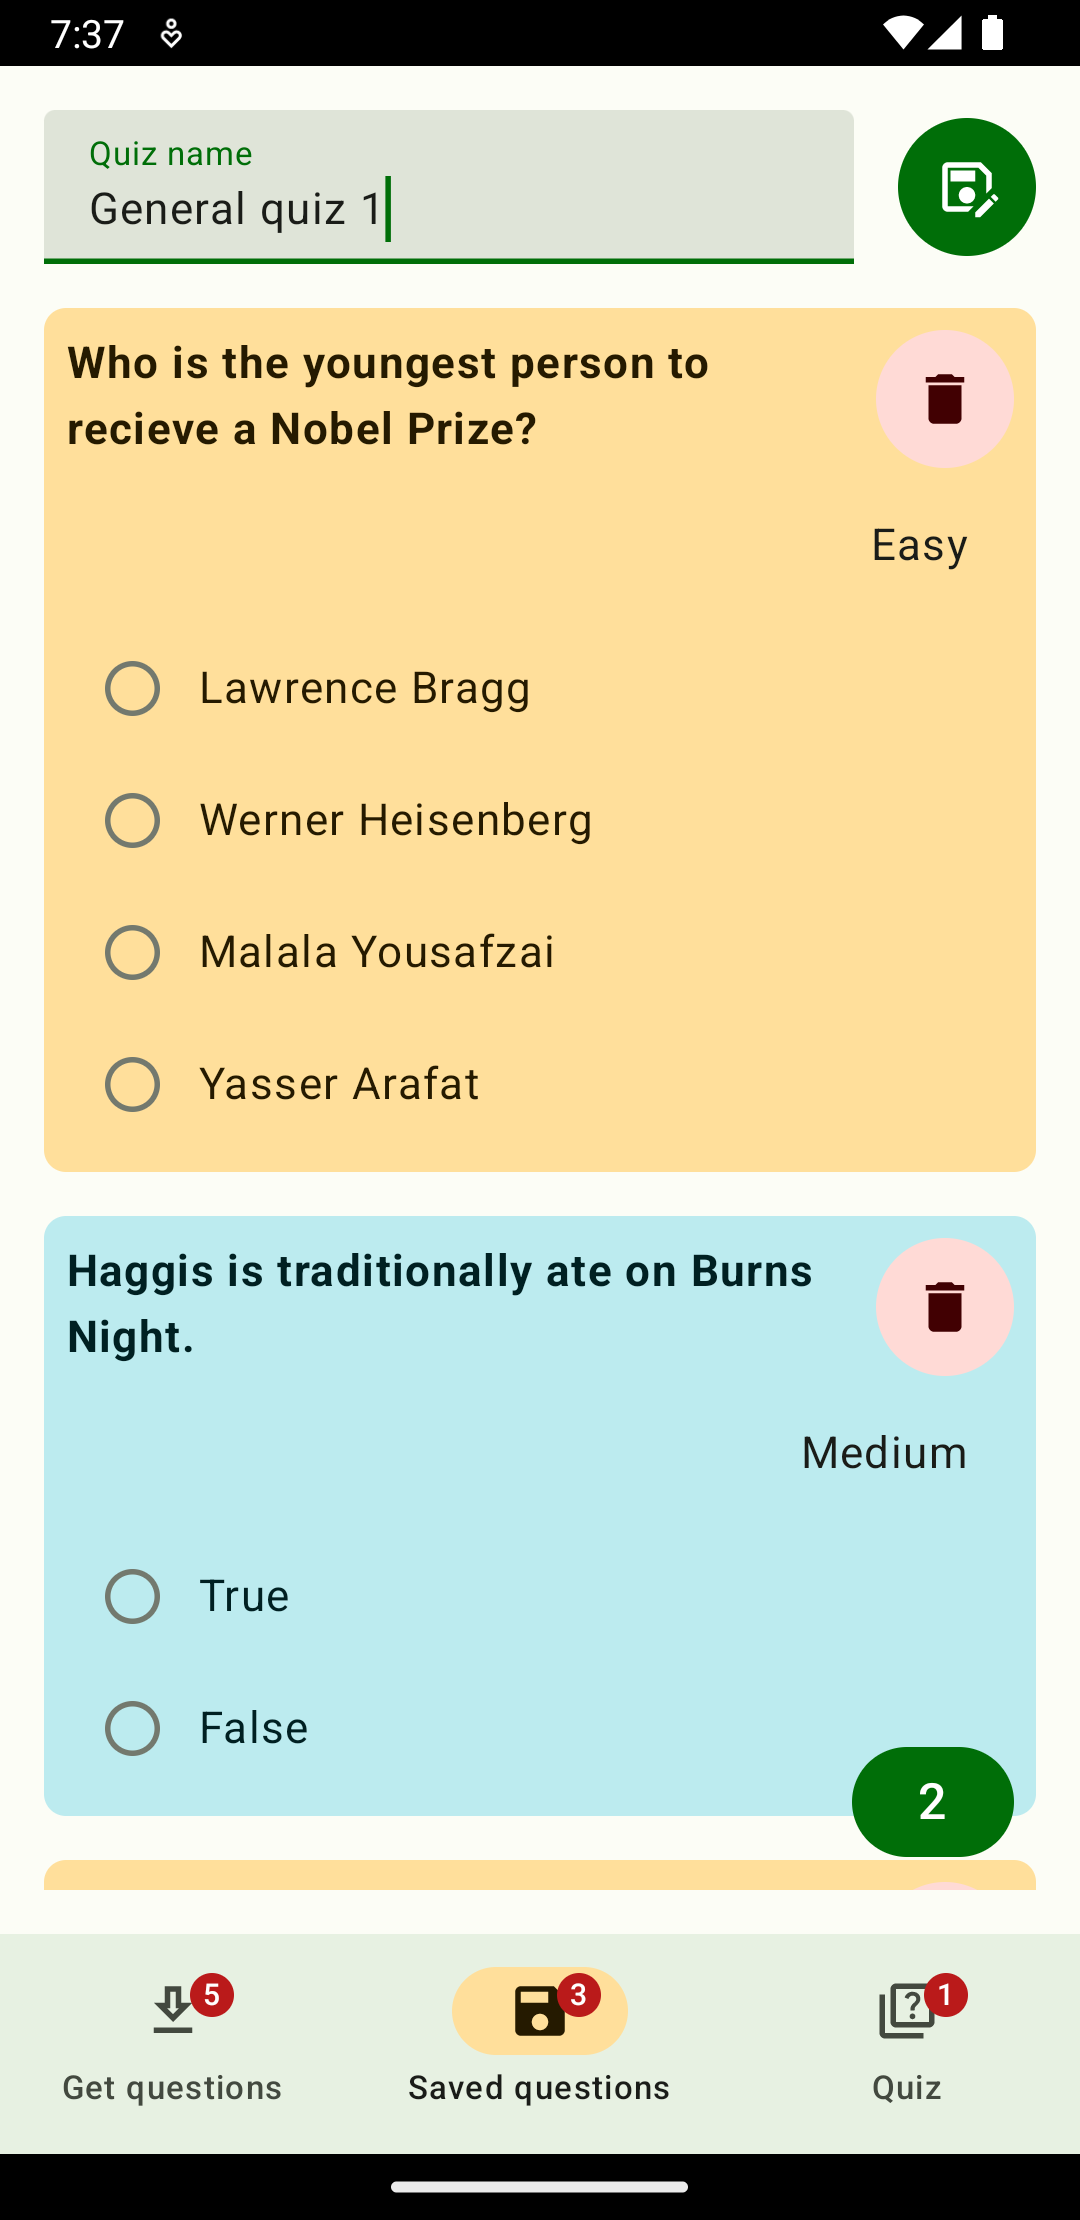 7:37
Quiz name
General quiz 1
Who is the youngest person to
recieve a Nobel Prize?
Easy
Lawrence Bragg
Werner Heisenberg
Malala Yousafzai
Yasser Arafat
Haggis is traditionally ate on Burns
Night.
Medium
True
False
2
5
3
? 1
Get questions
Saved questions
Quiz